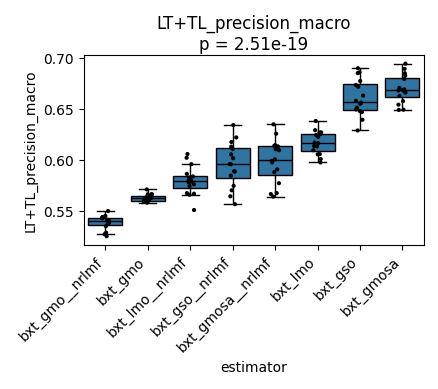 LT+TL_precision_macro
p = 2.51e-19
LT+TL_precision_macro
0.70
0.65
0.60
0.55
bxt_gmo__nrlmf
bxt_gmo
bxt_lmo__nrlmf
bxt_gso__nrlmf
bxt_gmosa__nrlmf
bxt_lmo
bxt_gso
bxt_gmosa
estimator